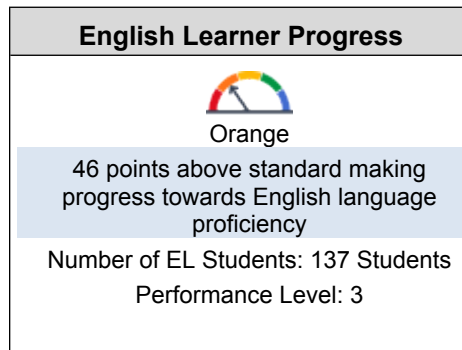 English Learner Progress
Orange
46 points above standard making
progress towards English language
proficiency
Number of EL Students: 137 Students
Performance Level: 3